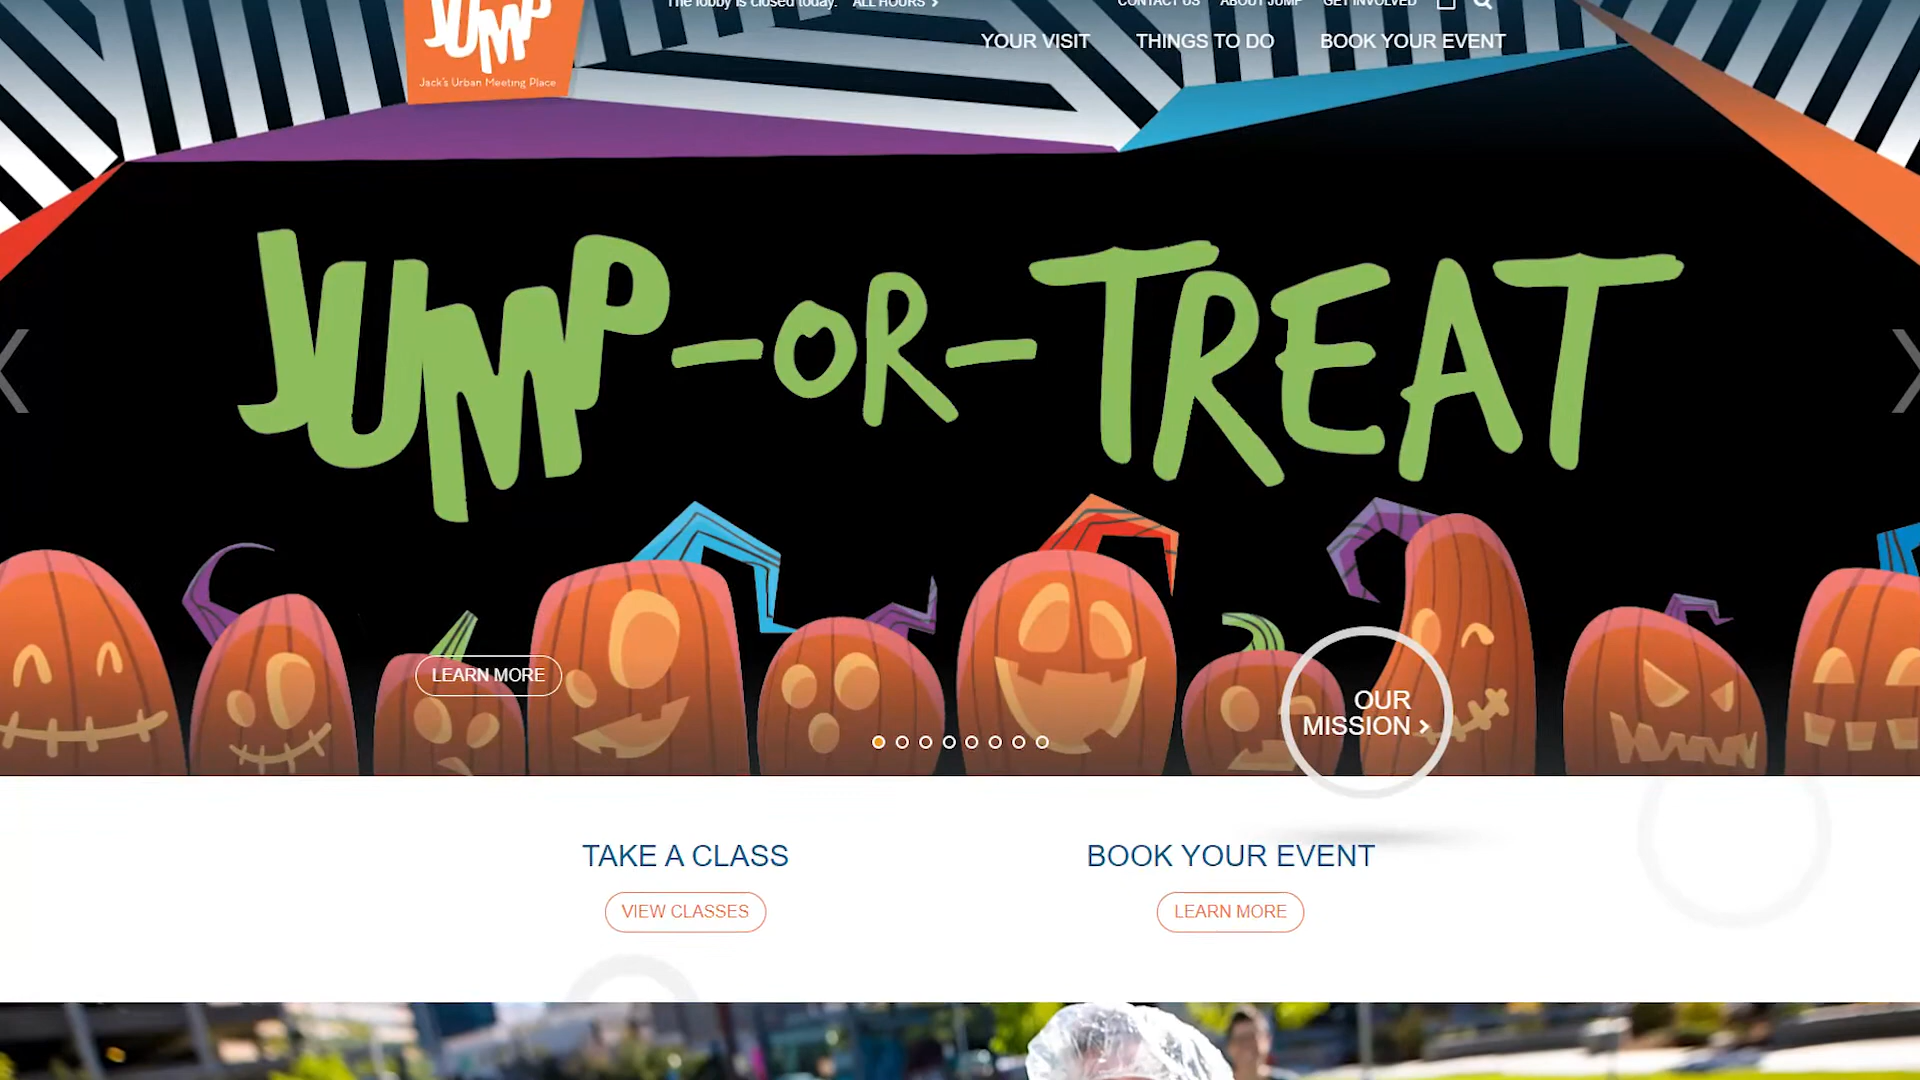 JUMP
Jack's Urban Meeting Place
The lobby is closed today. ALL HOURS
CONTACT US ABOUT JUMP GET INVOLVED
YOUR VISIT THINGS TO DO BOOK YOUR EVENT
JUMP-OR-TREAT
LEARN MORE
OUR
MISSION
TAKE A CLASS
VIEW CLASSES
BOOK YOUR EVENT
LEARN MORE